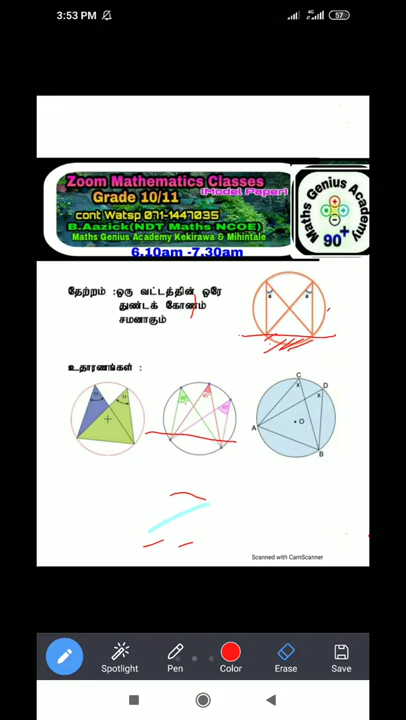 3:53 PM
4G
57
Zoom Mathematics Classes
(Model Paper)
Grade 10/11
cont Watsp 071-1447035
B.Aazick(NDT Maths NCOE)
Maths Genius Academy Kekirawa & Mihintale
6.10am -7.30am
Maths Genius Academy
90+
தேற்றம் :ஒரு வட்டத்தின் ஒரே
துண்டக் கோணம்
சமனாகும்
உதாரணங்கள் :
C
D
x
x
A
O
B
Scanned with CamScanner
Spotlight
Pen
Color
Erase
Save